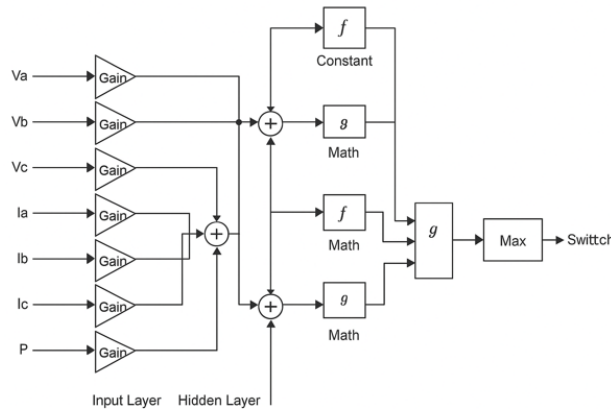 f
Constant
Va
Gain
Vb
Gain
+
g
Math
Vc
Gain
Ia
Gain
f
Math
+
g
Max
Swittch
Ib
Gain
Ic
Gain
+
g
Math
P
Gain
Input Layer
Hidden Layer